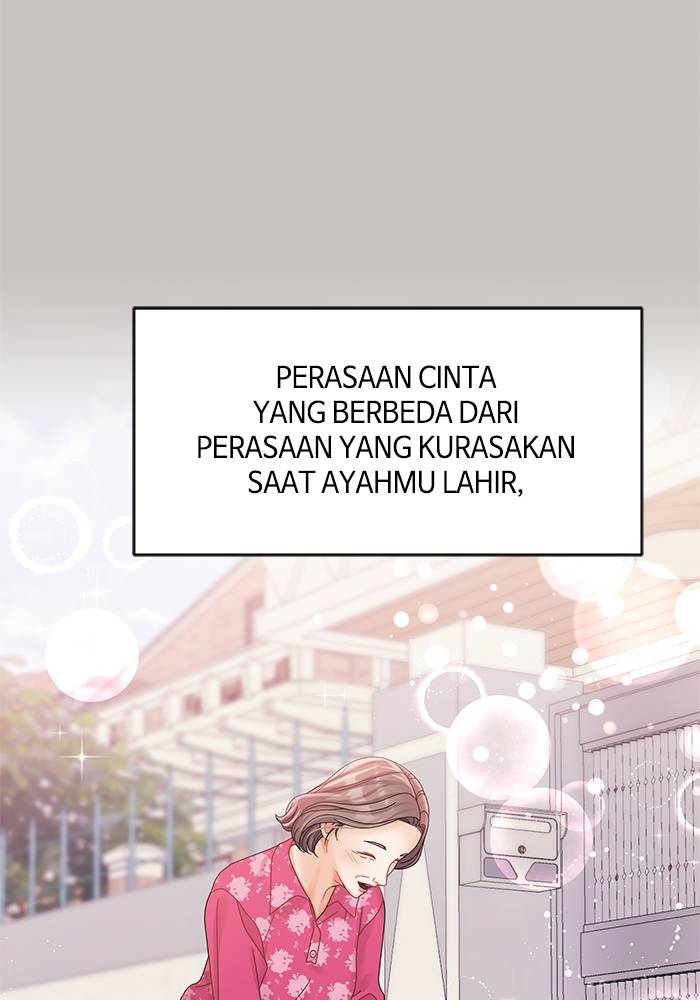 PERASAAN CINTA
YANG BERBEDA DARI
PERASAAN YANG KURASAKAN
SAAT AYAHMU LAHIR,